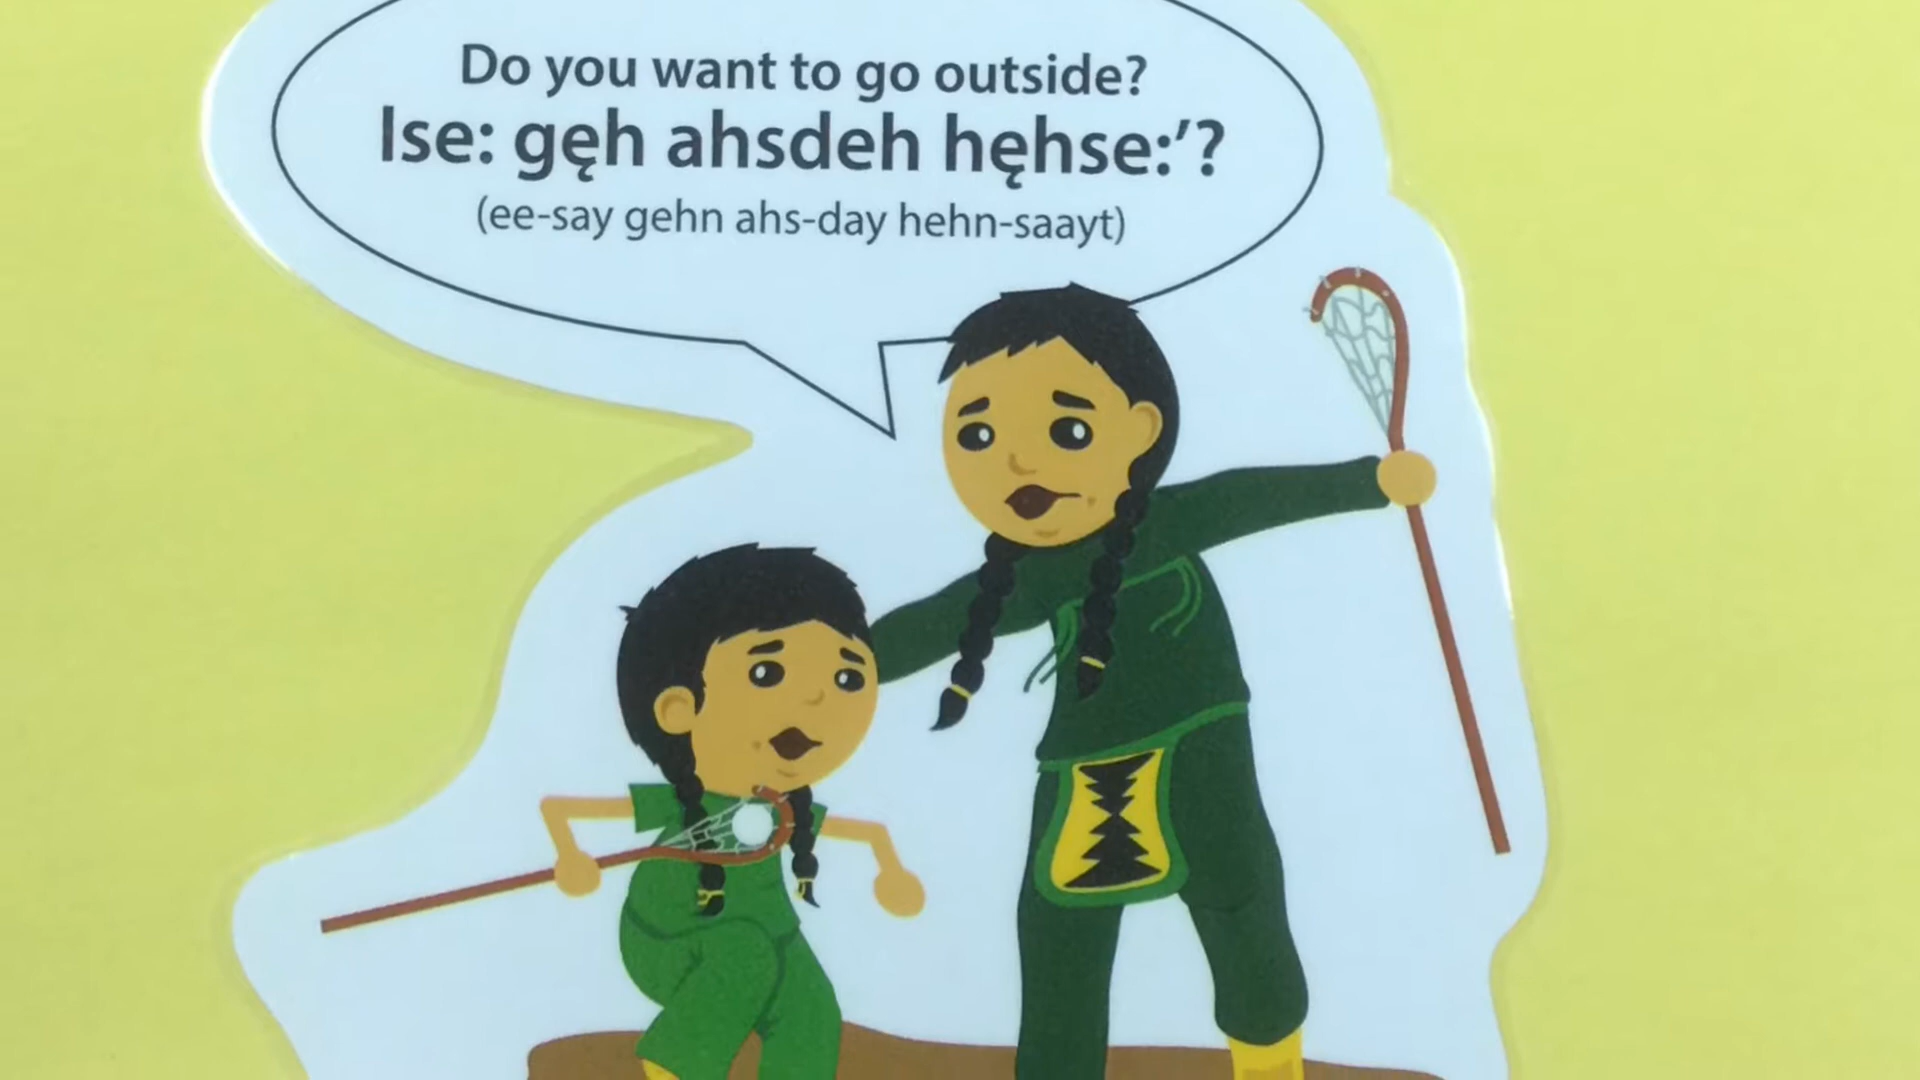 Do you want to go outside?
Ise: gęh ahsdeh hęhse:’?
(ee-say gehn ahs-day hehn-saayt)